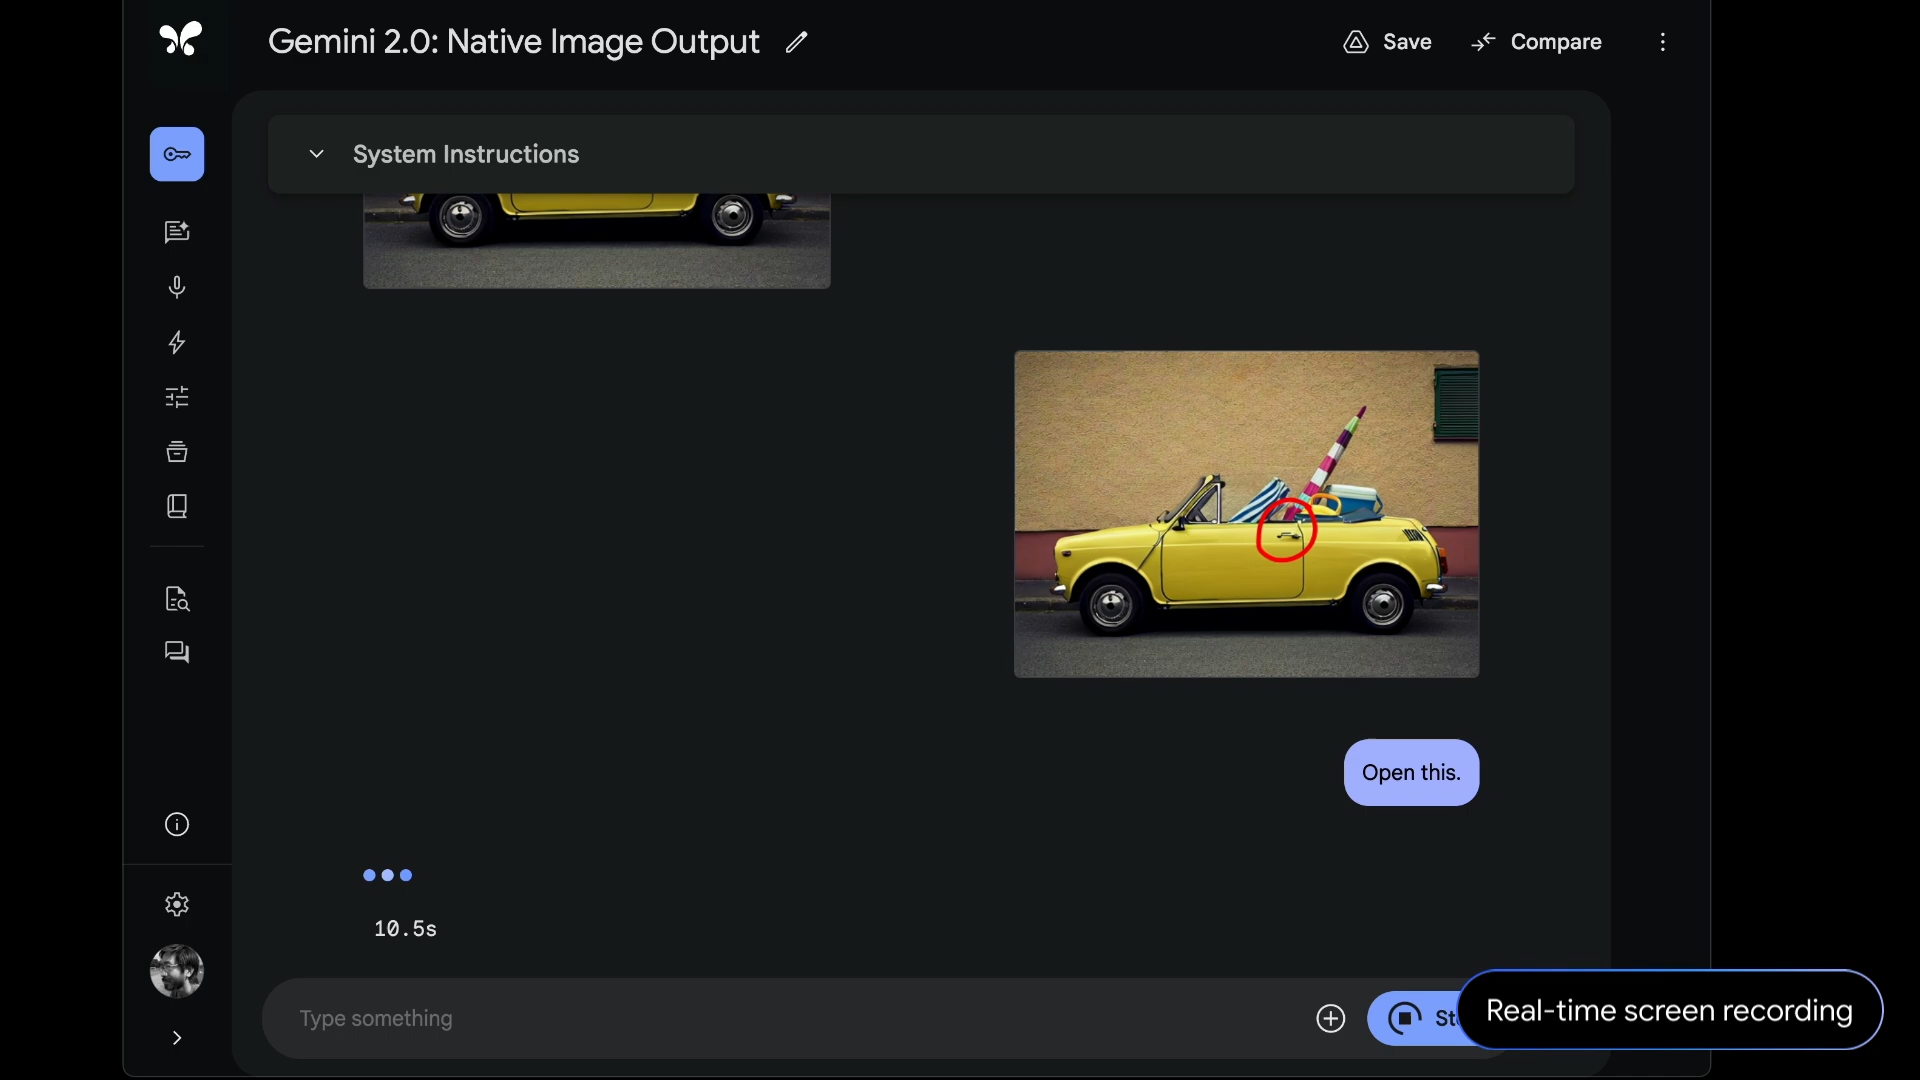 Gemini 2.0: Native Image Output
Save
Compare
System Instructions
Open this.
10.5s
Type something
Real-time screen recording